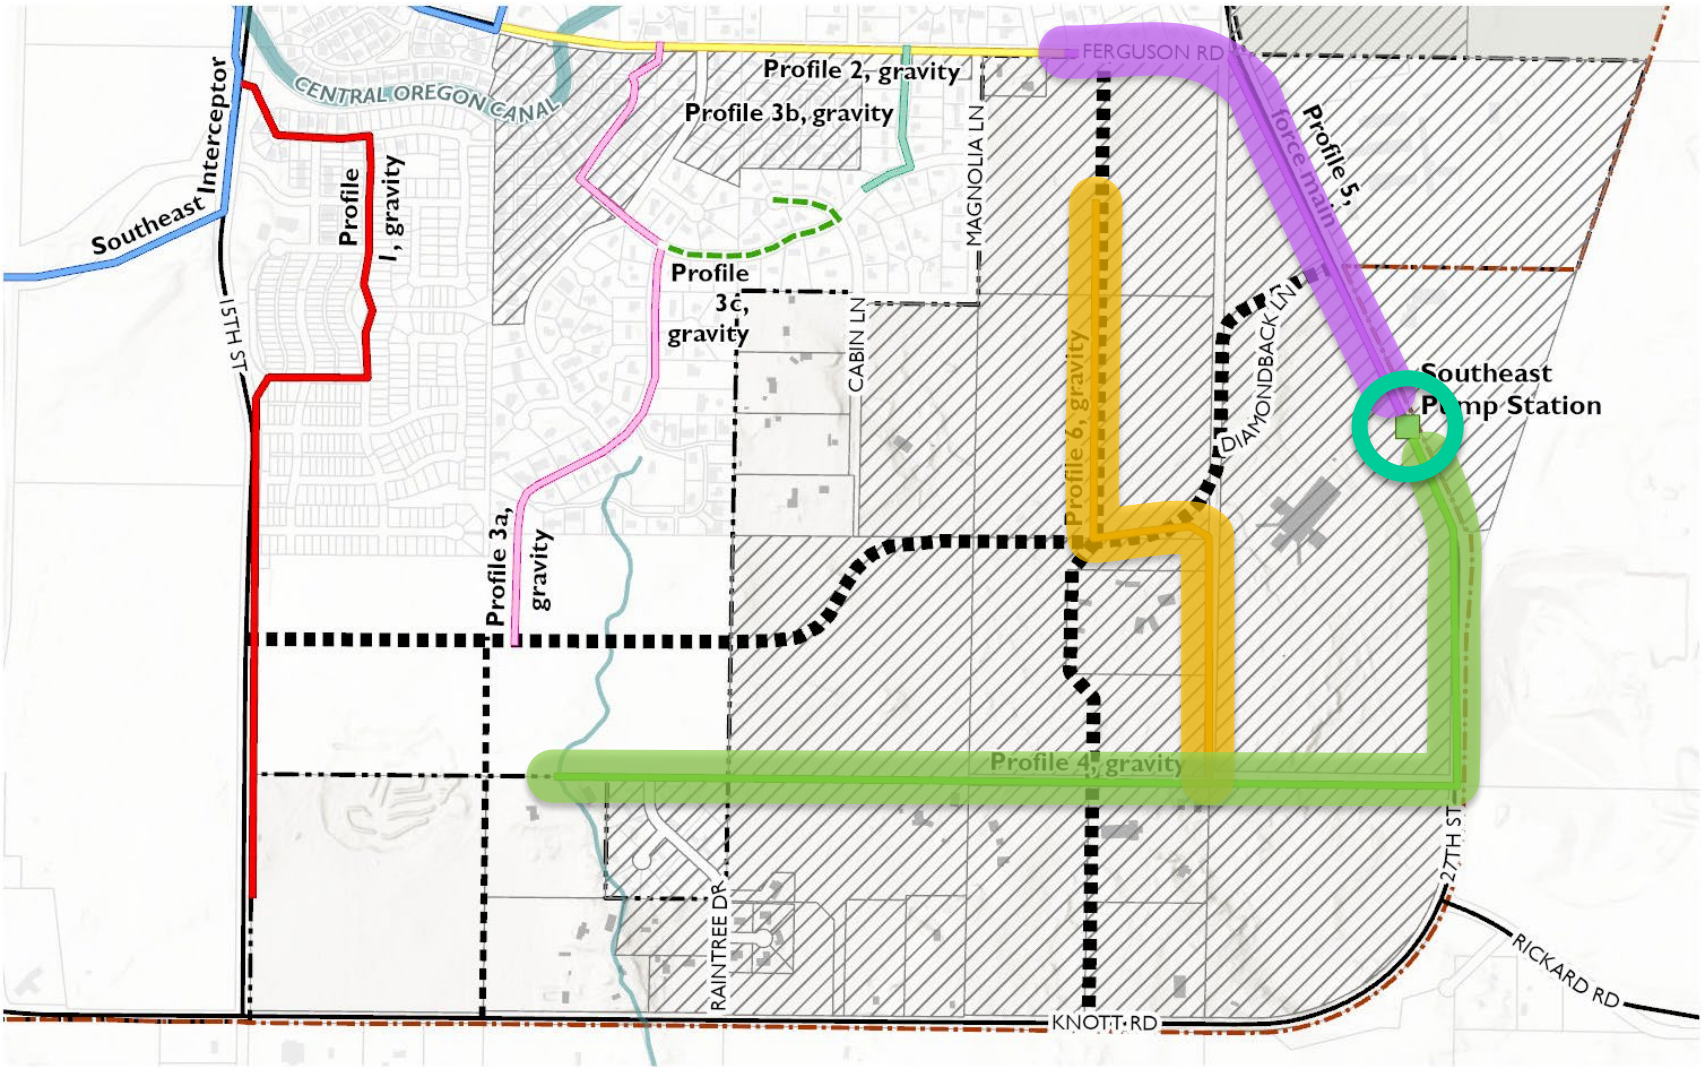 FERGUSON RD
Profile 2, gravity
CENTRAL OREGON CANAL
Profile 3b, gravity
Southeast Interceptor
MAGNOLIA LN
Profile 5,
force main
Profile
1, gravity
Profile
3c,
gravity
15TH ST
CABIN LN
DIAMONDBACK LN
Profile 6, gravity
Southeast
Pump Station
Profile 3a,
gravity
Profile 4, gravity
27TH ST
RAINTREE DR
RICKARD RD
KNOTT RD